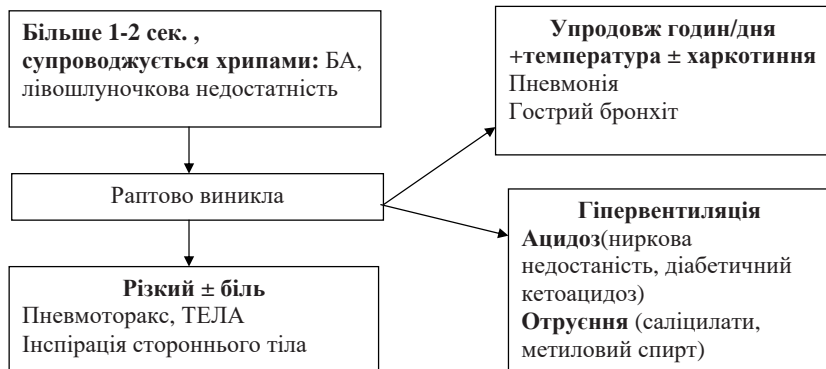 Більше 1-2 сек. ,
супроводжується хрипами: БА,
лівошлуночкова недостатність
Раптово виникла
Різкий ± біль
Пневмоторакс, ТЕЛА
Інспірація стороннього тіла
Упродовж годин/дня
+температура ± харкотиння
Пневмонія
Гострий бронхіт
Гіпервентиляція
Ацидоз(ниркова
недостаність, діабетичний
кетоацидоз)
Отруєння (саліцилати,
метиловий спирт)